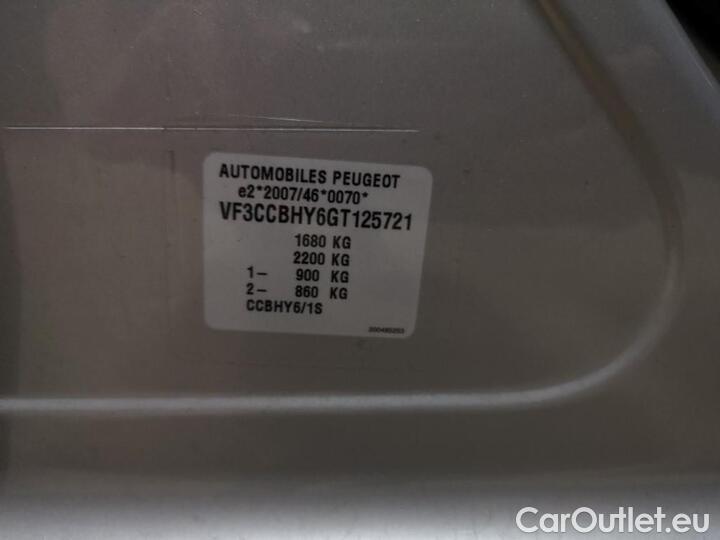 AUTOMOBILES PEUGEOT
e2*2007/46*0070*
VF3CCBHY6GT125721
1680 KG
2200 KG
1– 900 KG
2– 860 KG
CCBHY6/1S
CarOutlet.eu